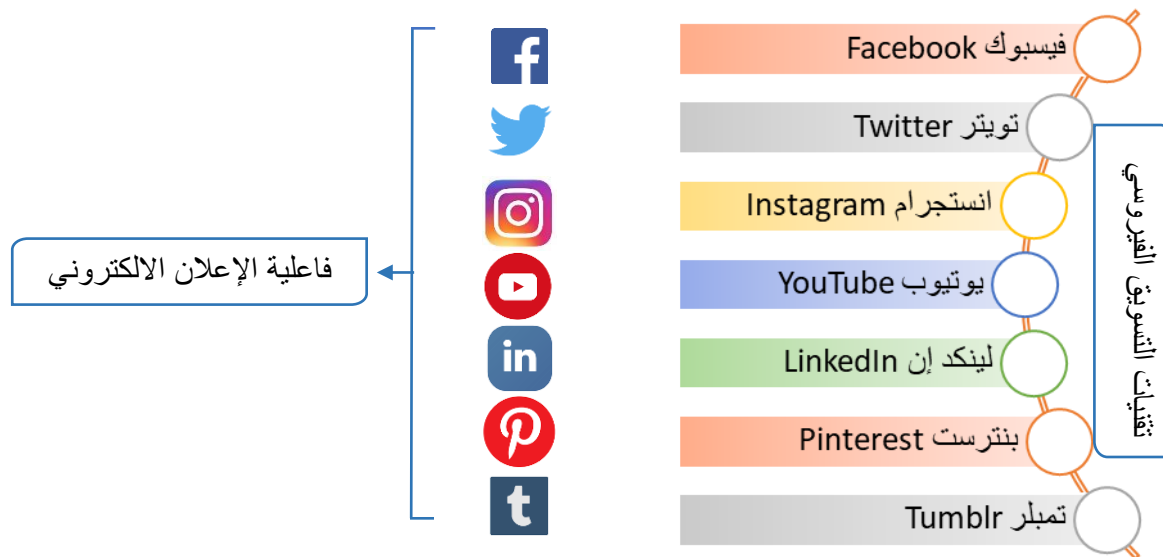 تقنيات التسويق الفيروسي
فيسبوك Facebook
تويتر Twitter
انستجرام Instagram
يوتيوب YouTube
لينكد إن LinkedIn
بنترست Pinterest
تمبلر Tumblr
f
in
t
فاعلية الإعلان الالكتروني